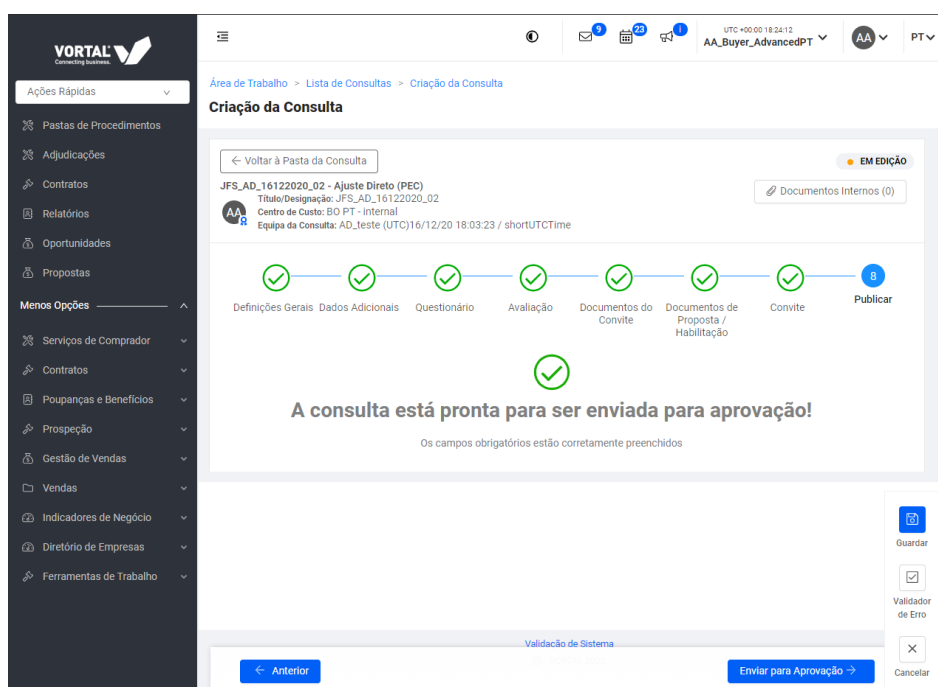 VORTAL
Connecting business.
Ações Rápidas
Pastas de Procedimentos
Adjudicações
Contratos
Relatórios
Oportunidades
Propostas
Menos Opções
Serviços de Comprador
Contratos
Poupanças e Benefícios
Prospeção
Gestão de Vendas
Vendas
Indicadores de Negócio
Diretório de Empresas
Ferramentas de Trabalho
9
23
UTC +00:00 18:24:12
AA_Buyer_AdvancedPT
AA
PT
Área de Trabalho > Lista de Consultas > Criação da Consulta
Criação da Consulta
Voltar à Pasta da Consulta
EM EDIÇÃO
JFS_AD_16122020_02 - Ajuste Direto (PEC)
Título/Designação: JFS_AD_16122020_02
Documentos Internos (0)
AA
Centro de Custo: BO PT - internal
Equipa da Consulta: AD_teste (UTC)16/12/20 18:03:23 / shortUTCTime
8
Definições Gerais
Dados Adicionais
Questionário
Avaliação
Documentos do
Convite
Documentos de
Proposta /
Habilitação
Convite
Publicar
A consulta está pronta para ser enviada para aprovação!
Os campos obrigatórios estão corretamente preenchidos
Guardar
Validador
de Erro
Cancelar
Validação de Sistema
Anterior
Enviar para Aprovação